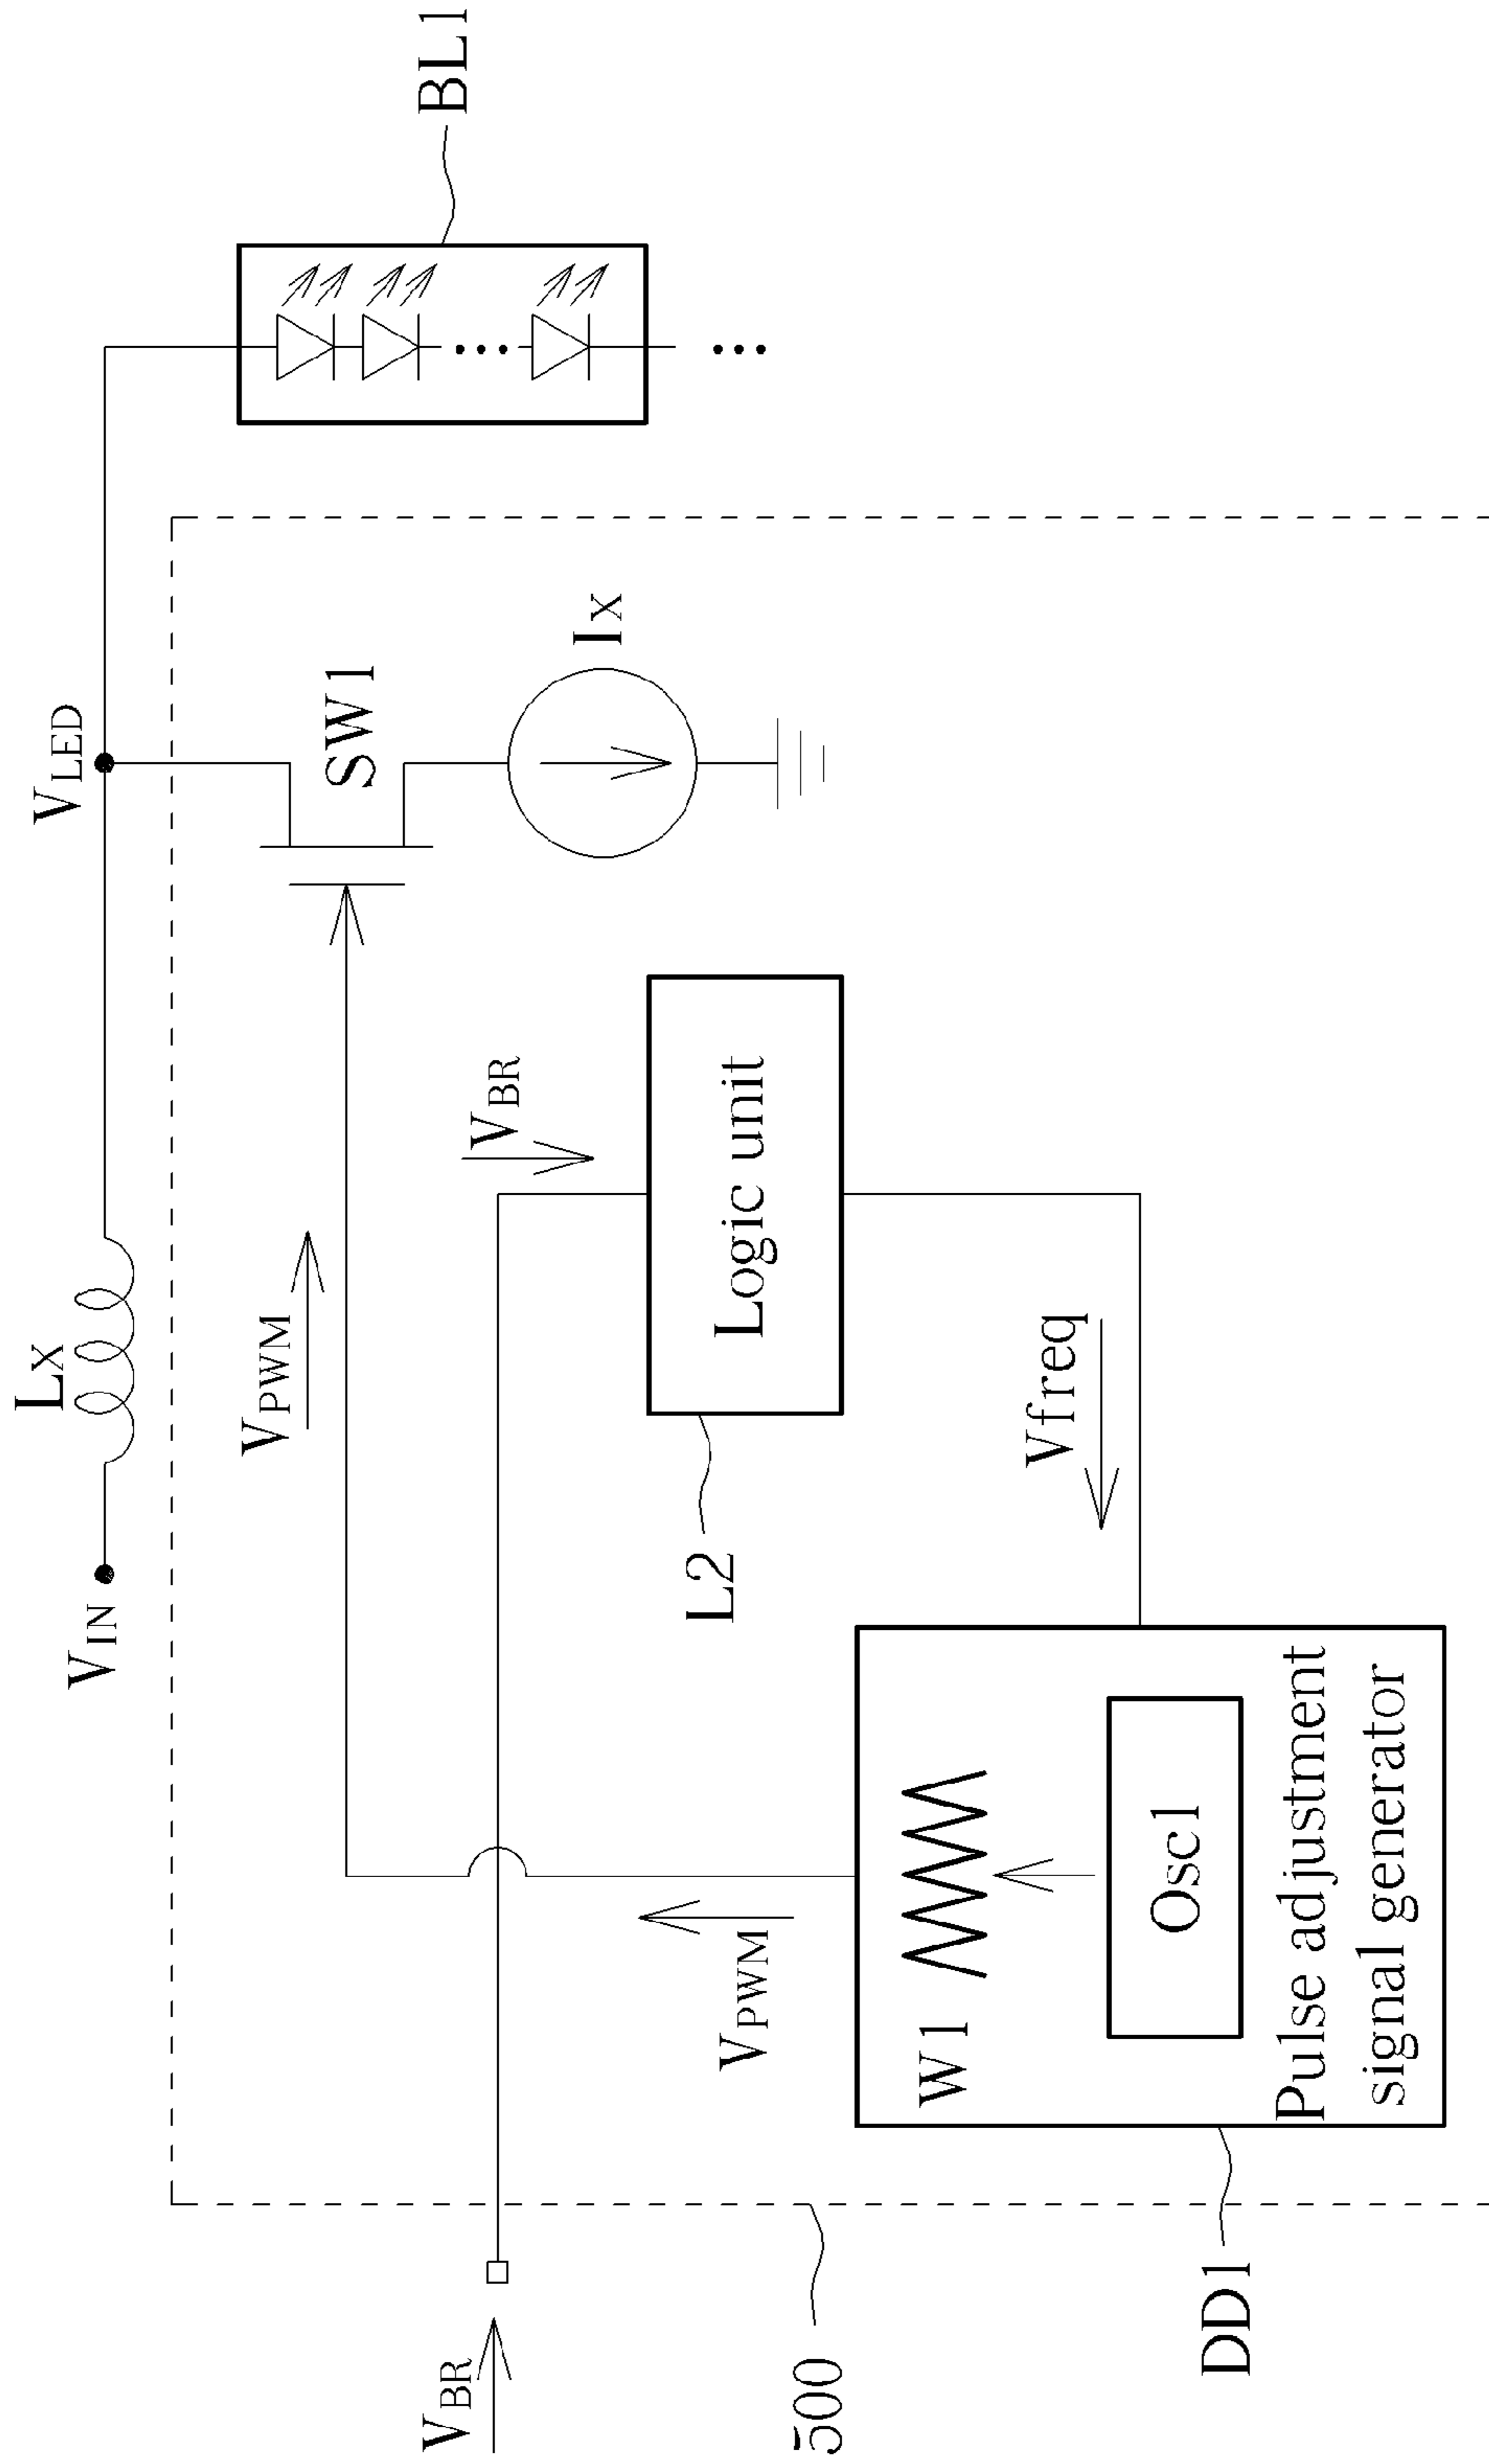 VIN
Lx
VLED
BL1
VPWM
SW1
Ix
VBR
VBR
Logic unit
L2
VPWM
Vfreq
W1
Osc1
Pulse adjustment
signal generator
500
DD1